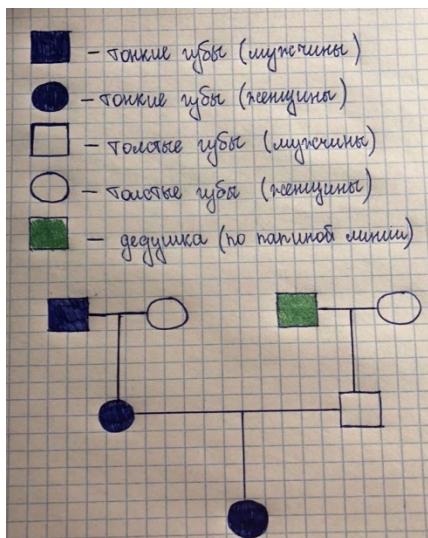 – тонкие губы (мужчины)
– тонкие губы (женщины)
– толстые губы (мужчины)
– толстые губы (женщины)
– дедушка (по папиной линии)